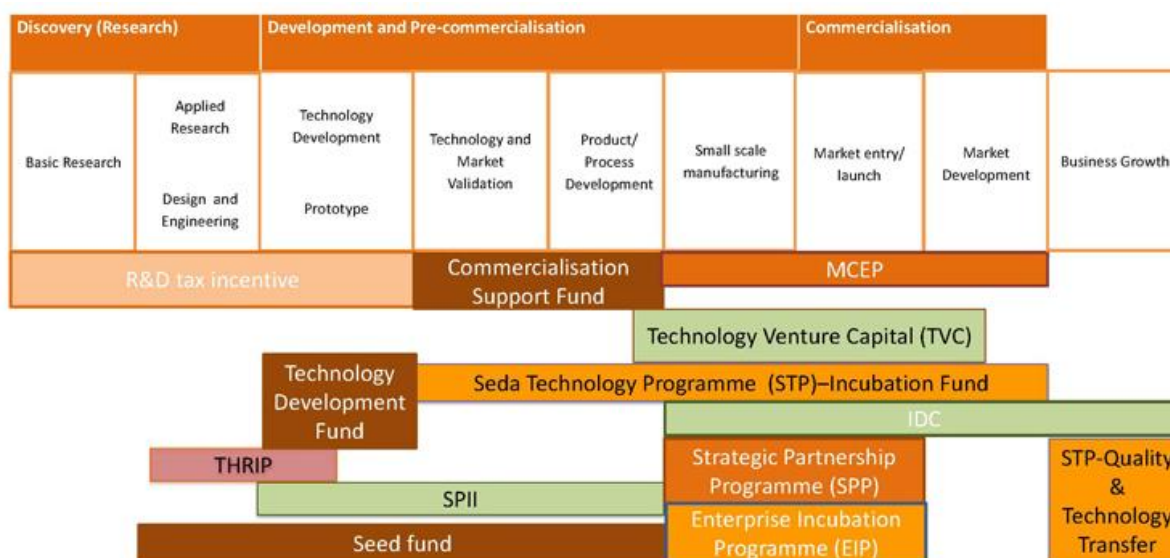 Discovery (Research)
Development and Pre-commercialisation
Commercialisation
Basic Research
Applied
Research
Design and
Engineering
Technology
Development
Prototype
Technology and
Market
Validation
Product/
Process
Development
Small scale
manufacturing
Market entry/
launch
Market
Development
Business Growth
R&D tax incentive
Commercialisation
Support Fund
MCEP
Technology Venture Capital (TVC)
Technology
Development
Fund
Seda Technology Programme (STP)–Incubation Fund
IDC
THRIP
Strategic Partnership
Programme (SPP)
STP-Quality
&
Technology
Transfer
SPII
Enterprise Incubation
Programme (EIP)
Seed fund